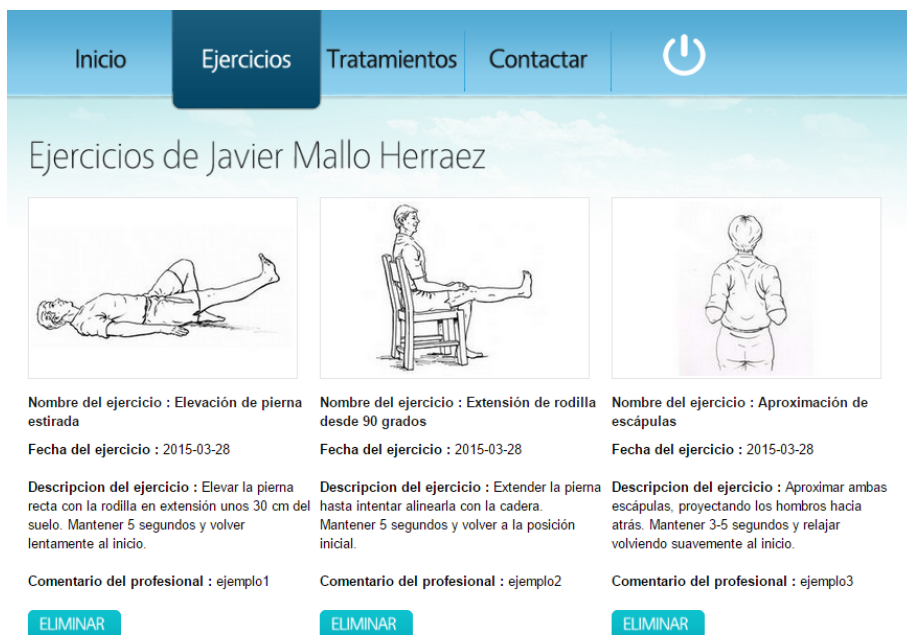 Inicio Ejercicios Tratamientos Contactar
Ejercicios de Javier Mallo Herraez
Nombre del ejercicio : Elevación de pierna
estirada
Fecha del ejercicio : 2015-03-28
Descripcion del ejercicio : Elevar la pierna
recta con la rodilla en extensión unos 30 cm del
suelo. Mantener 5 segundos y volver
lentamente al inicio.
Comentario del profesional : ejemplo1
ELIMINAR
Nombre del ejercicio : Extensión de rodilla
desde 90 grados
Fecha del ejercicio : 2015-03-28
Descripcion del ejercicio : Extender la pierna
hasta intentar alinearla con la cadera.
Mantener 5 segundos y volver a la posición
inicial.
Comentario del profesional : ejemplo2
ELIMINAR
Nombre del ejercicio : Aproximación de
escápulas
Fecha del ejercicio : 2015-03-28
Descripcion del ejercicio : Aproximar ambas
escápulas, proyectando los hombros hacia
atrás. Mantener 3-5 segundos y relajar
volviendo suavemente al inicio.
Comentario del profesional : ejemplo3
ELIMINAR